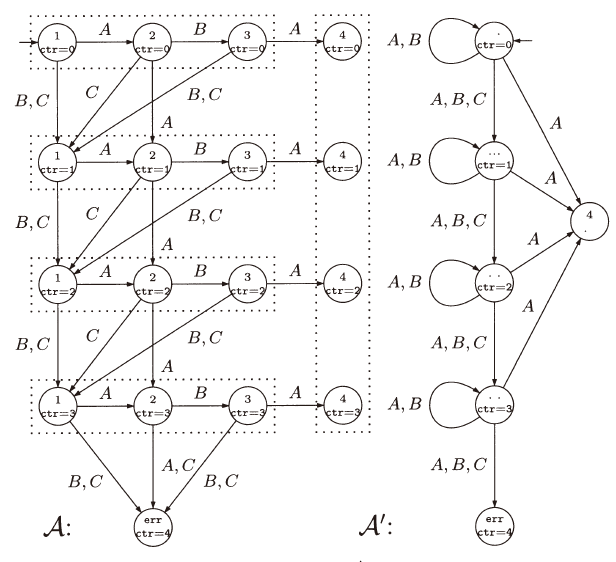 1 A 2 B 3 A 4 A, B .
ctr=0 ctr=0 ctr=0 ctr=0 ctr=0
B, C C B, C A A, B, C A
1 A 2 B 3 A 4 A, B ...
ctr=1 ctr=1 ctr=1 ctr=1 ctr=1 A
B, C C B, C A A, B, C A 4
.
1 A 2 B 3 A 4 A, B ..
ctr=2 ctr=2 ctr=2 ctr=2 ctr=2
B, C C B, C A A, B, C A
1 A 2 B 3 A 4 A, B ..
ctr=3 ctr=3 ctr=3 ctr=3 ctr=3
B, C A, C B, C A, B, C
err err
ctr=4 ctr=4
𝒜: 𝒜′: